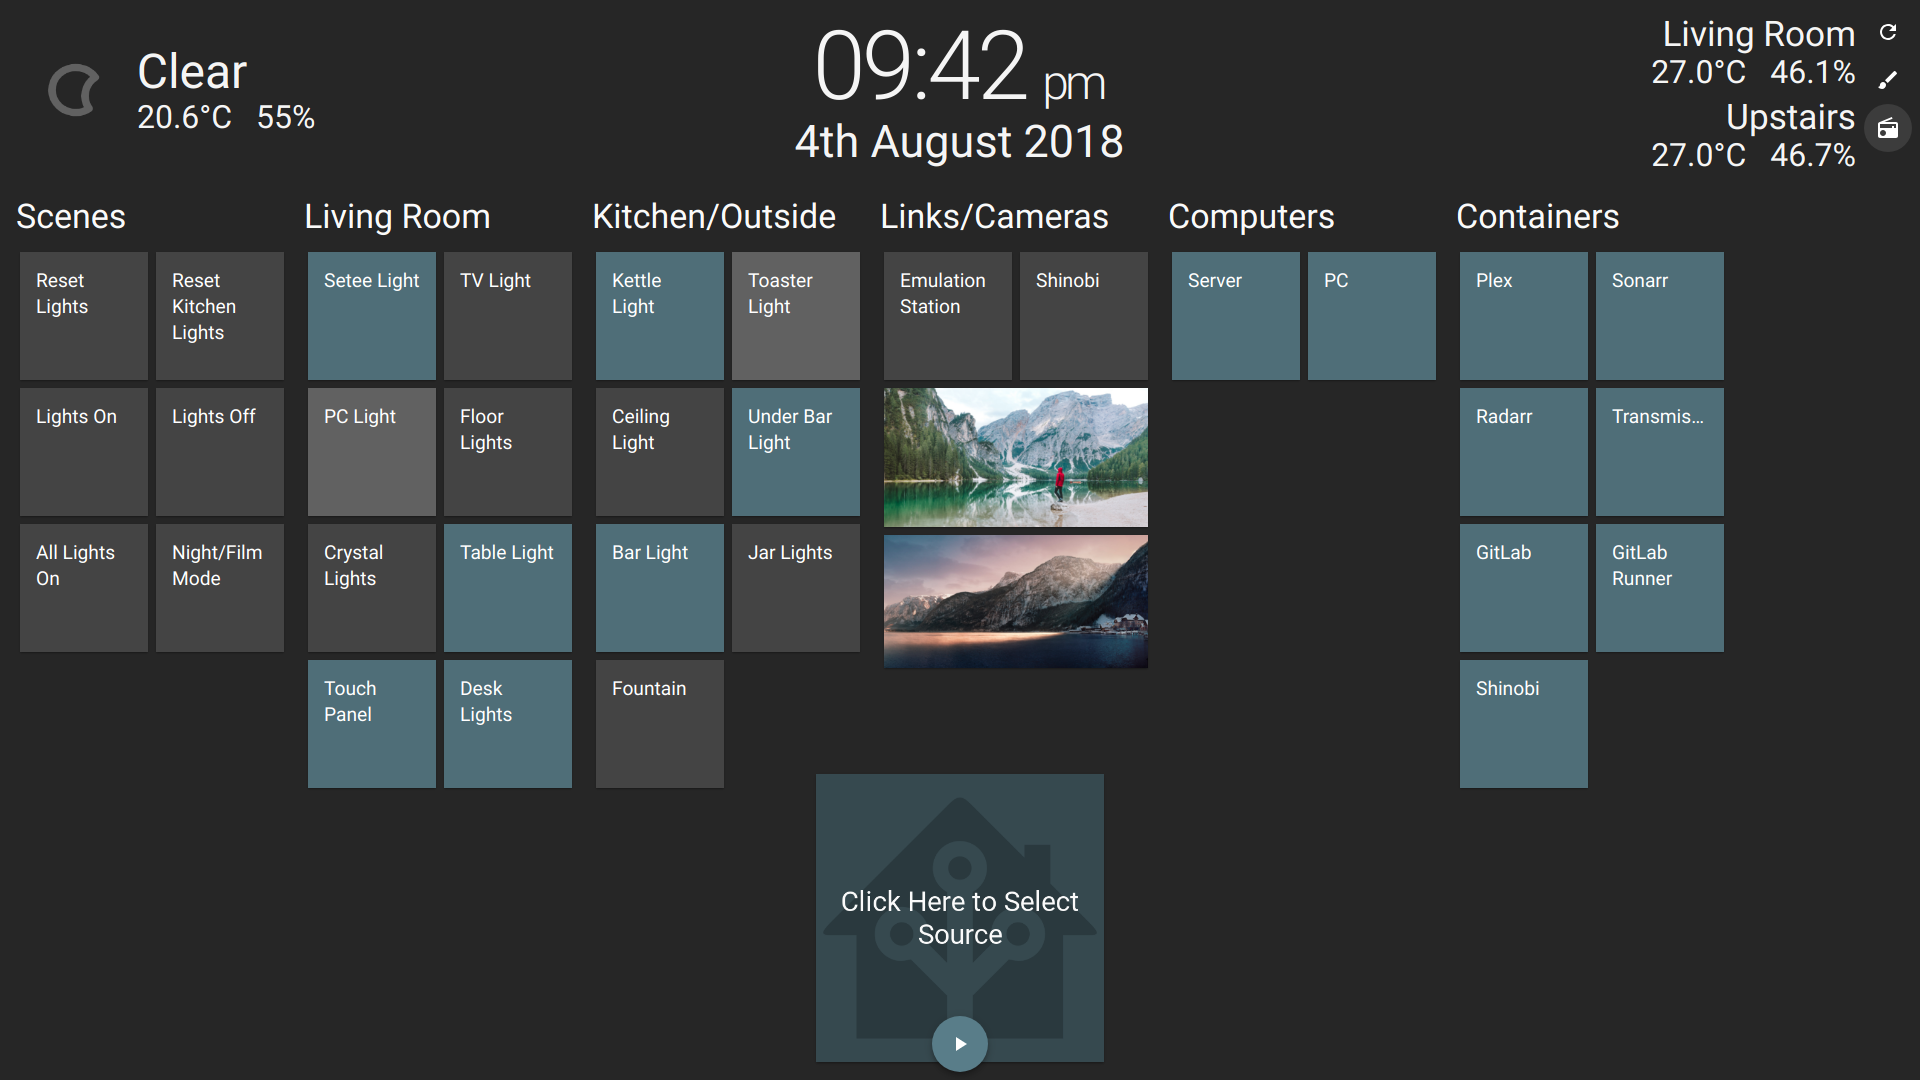 Clear
20.6°C 55%
09:42 pm
4th August 2018
Living Room
27.0°C 46.1%
Upstairs
27.0°C 46.7%
Scenes
Reset
Lights
Reset
Kitchen
Lights
Lights On
Lights Off
All Lights
On
Night/Film
Mode
Living Room
Setee Light
TV Light
PC Light
Floor
Lights
Crystal
Lights
Table Light
Touch
Panel
Desk
Lights
Kitchen/Outside
Kettle
Light
Toaster
Light
Ceiling
Light
Under Bar
Light
Bar Light
Jar Lights
Fountain
Links/Cameras
Emulation
Station
Shinobi
Computers
Server
PC
Containers
Plex
Sonarr
Radarr
Transmis...
GitLab
GitLab
Runner
Shinobi
Click Here to Select
Source